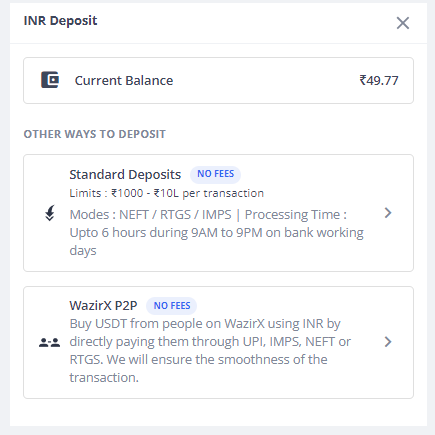 INR Deposit
Current Balance ₹49.77
OTHER WAYS TO DEPOSIT
Standard Deposits NO FEES
Limits : ₹1000 - ₹10L per transaction
Modes : NEFT / RTGS / IMPS | Processing Time :
Upto 6 hours during 9AM to 9PM on bank working
days
WazirX P2P NO FEES
Buy USDT from people on WazirX using INR by
directly paying them through UPI, IMPS, NEFT or
RTGS. We will ensure the smoothness of the
transaction.